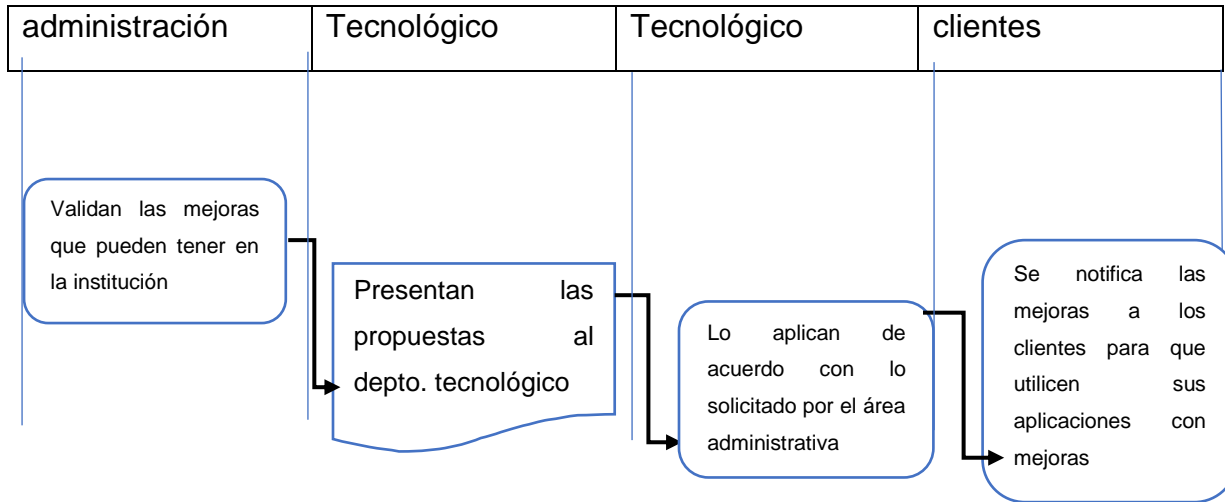 administración
Tecnológico
Tecnológico
clientes
Validan las mejoras
que pueden tener en
la institución
Presentan las
propuestas al
depto. tecnológico
Lo aplican de
acuerdo con lo
solicitado por el área
administrativa
Se notifica las
mejoras a los
clientes para que
utilicen sus
aplicaciones con
mejoras